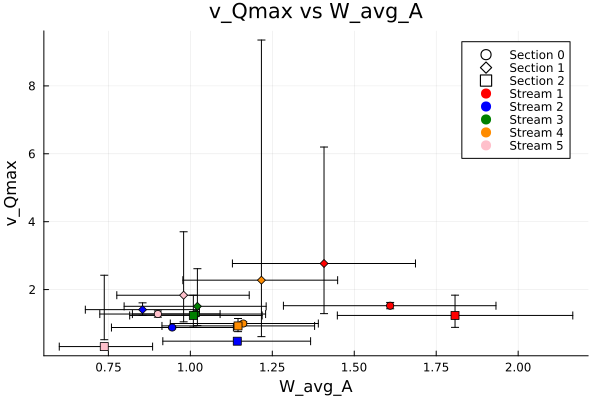 v_Qmax vs W_avg_A
Section 0
Section 1
Section 2
Stream 1
Stream 2
Stream 3
Stream 4
Stream 5
v_Qmax
8
6
4
2
0.75 1.00 1.25 1.50 1.75 2.00
W_avg_A